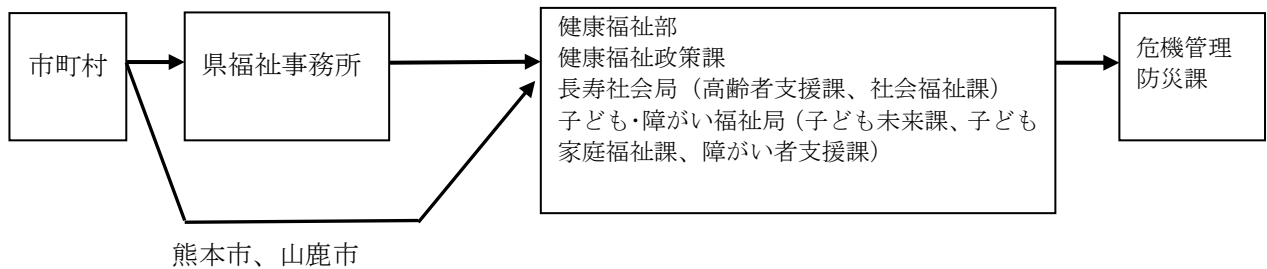 市町村
県福祉事務所
健康福祉部
健康福祉政策課
長寿社会局（高齢者支援課、社会福祉課）
子ども・障がい福祉局（子ども未来課、子ども
家庭福祉課、障がい者支援課）
危機管理
防災課
熊本市、山鹿市